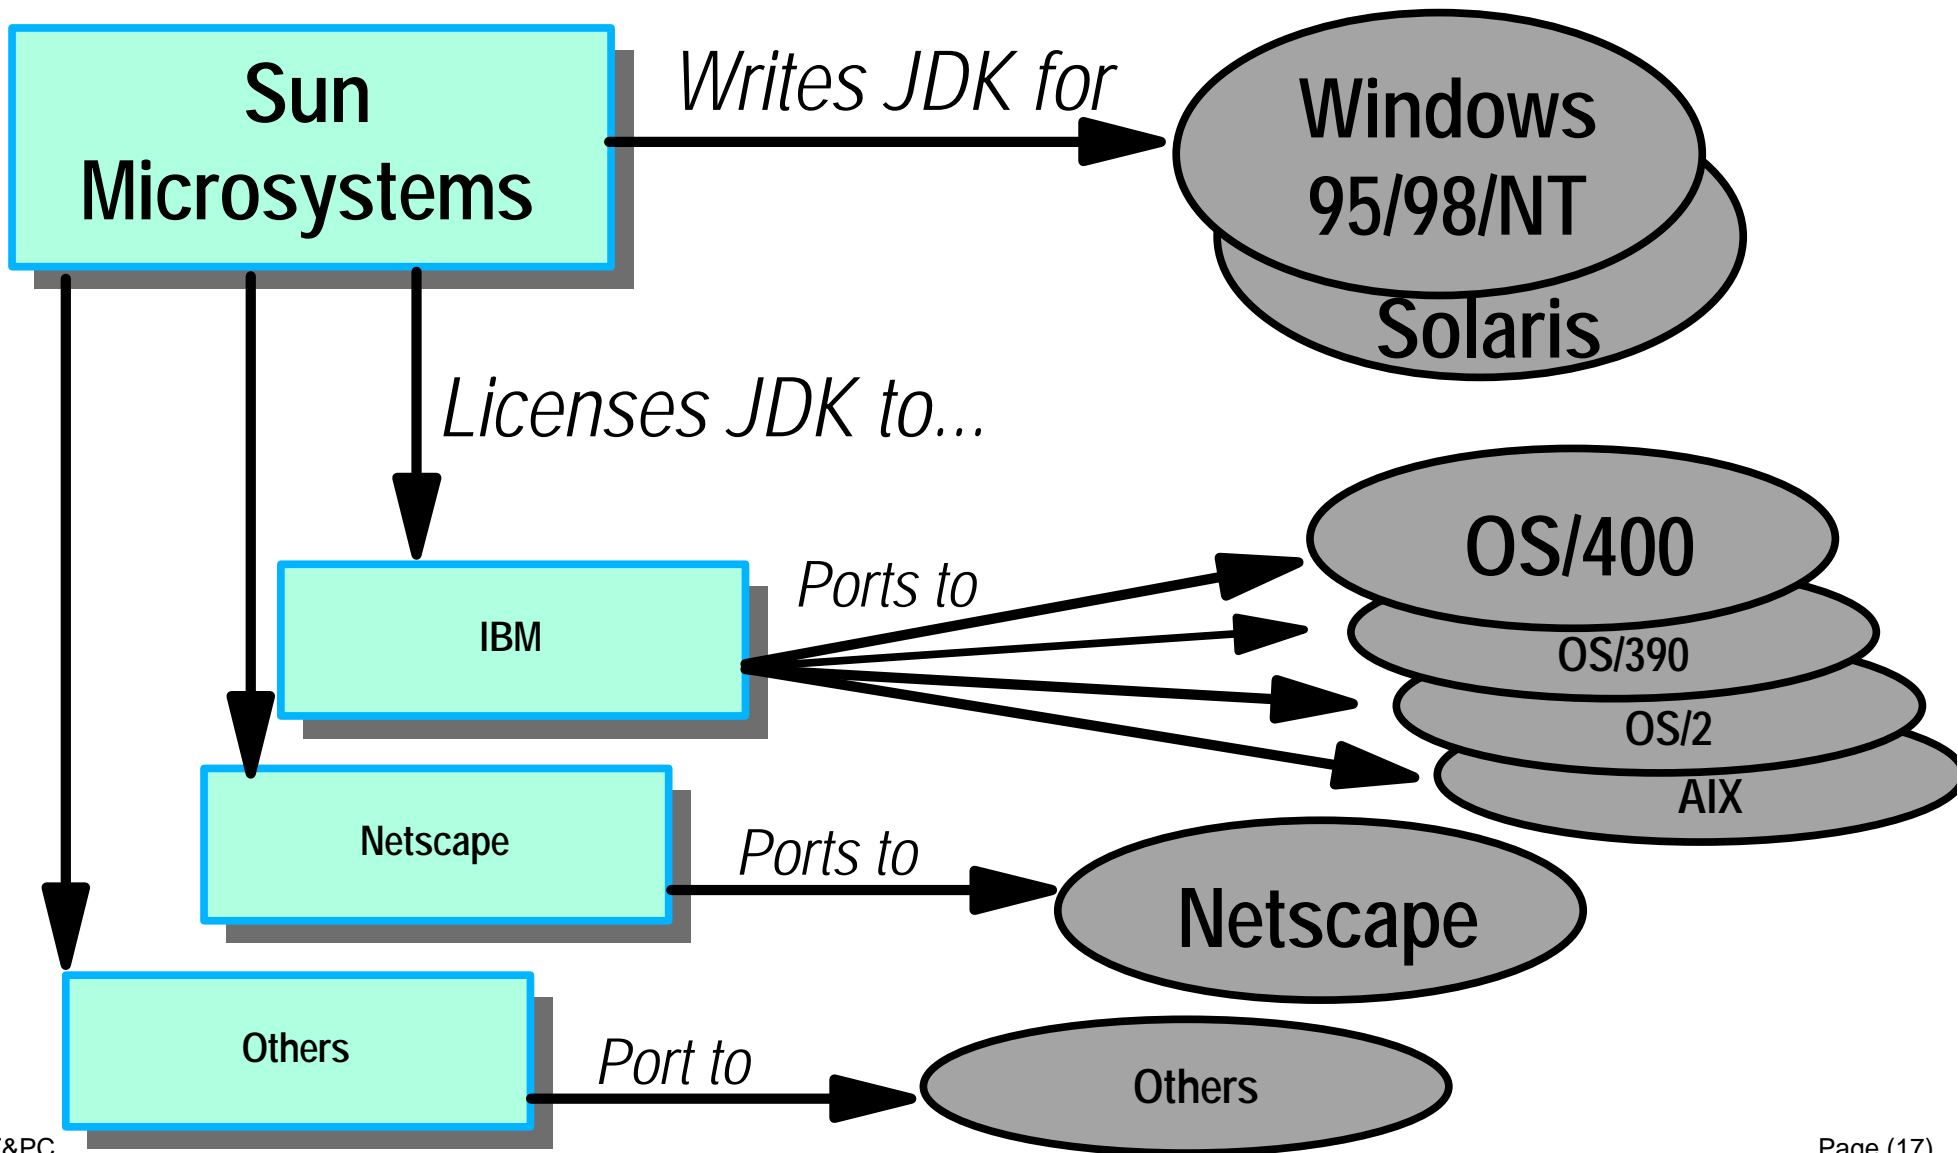 Sun
Microsystems
Writes JDK for
Windows
95/98/NT
Solaris
Licenses JDK to...
IBM
Ports to
OS/400
OS/390
OS/2
AIX
Netscape
Ports to
Netscape
Others
Port to
Others
&PC
Page (17)